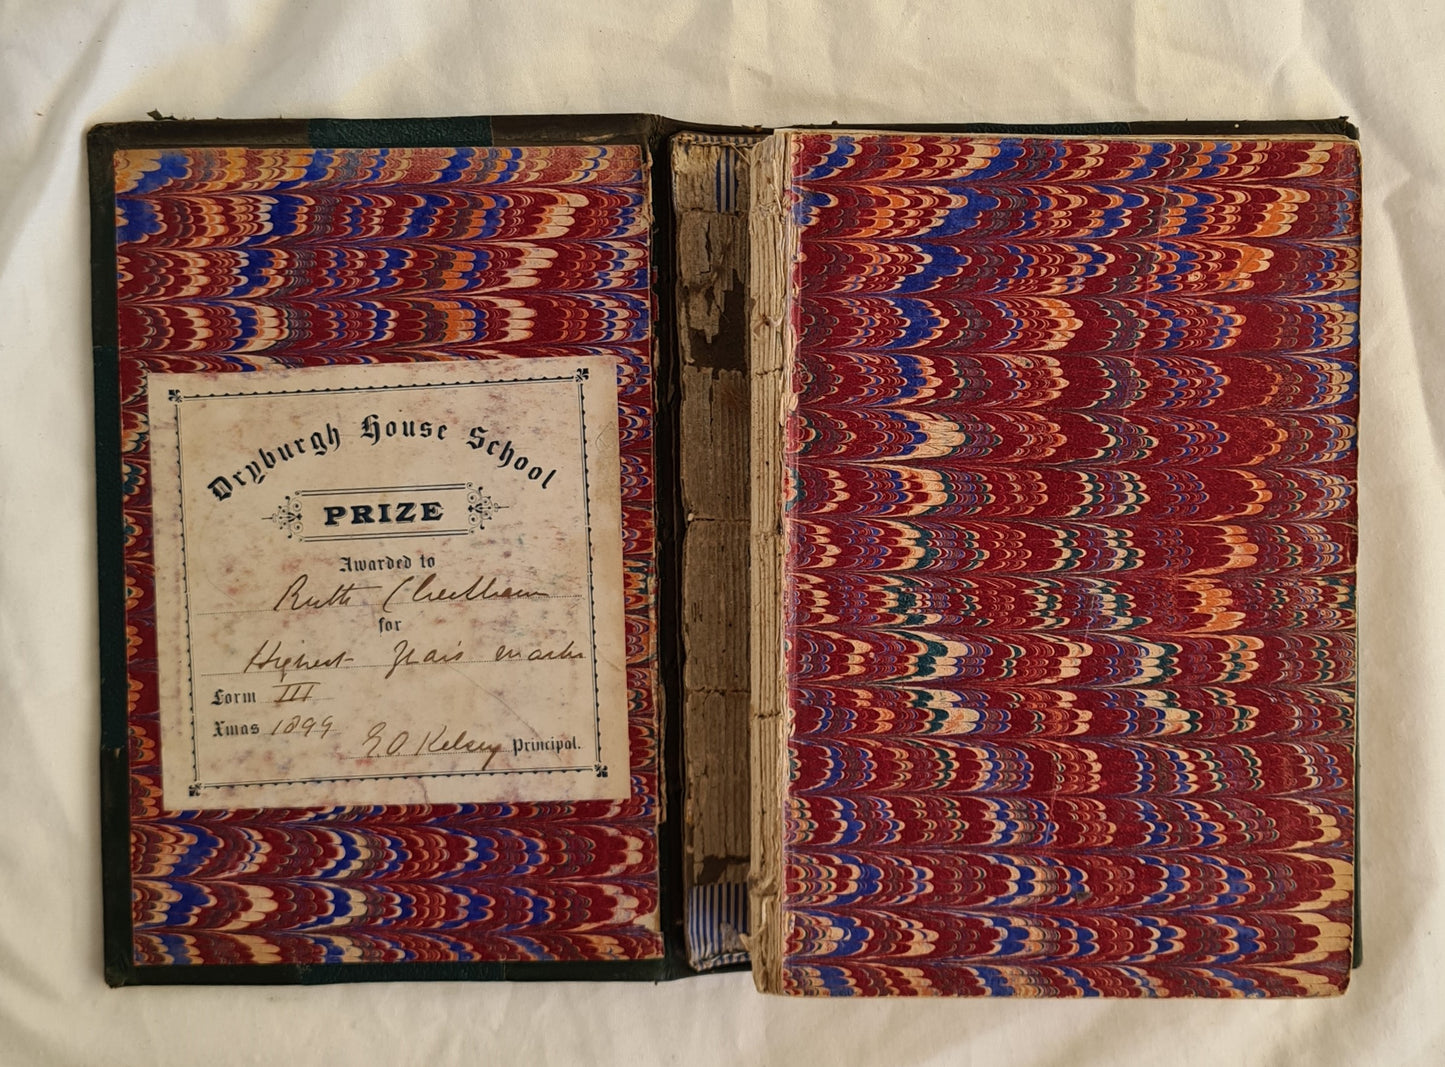 Dryburgh House School
PRIZE
Awarded to
Ruth Cheetham
for
Highest Year's marks
Form III
Xmas 1899
E O Kelsey Principal.